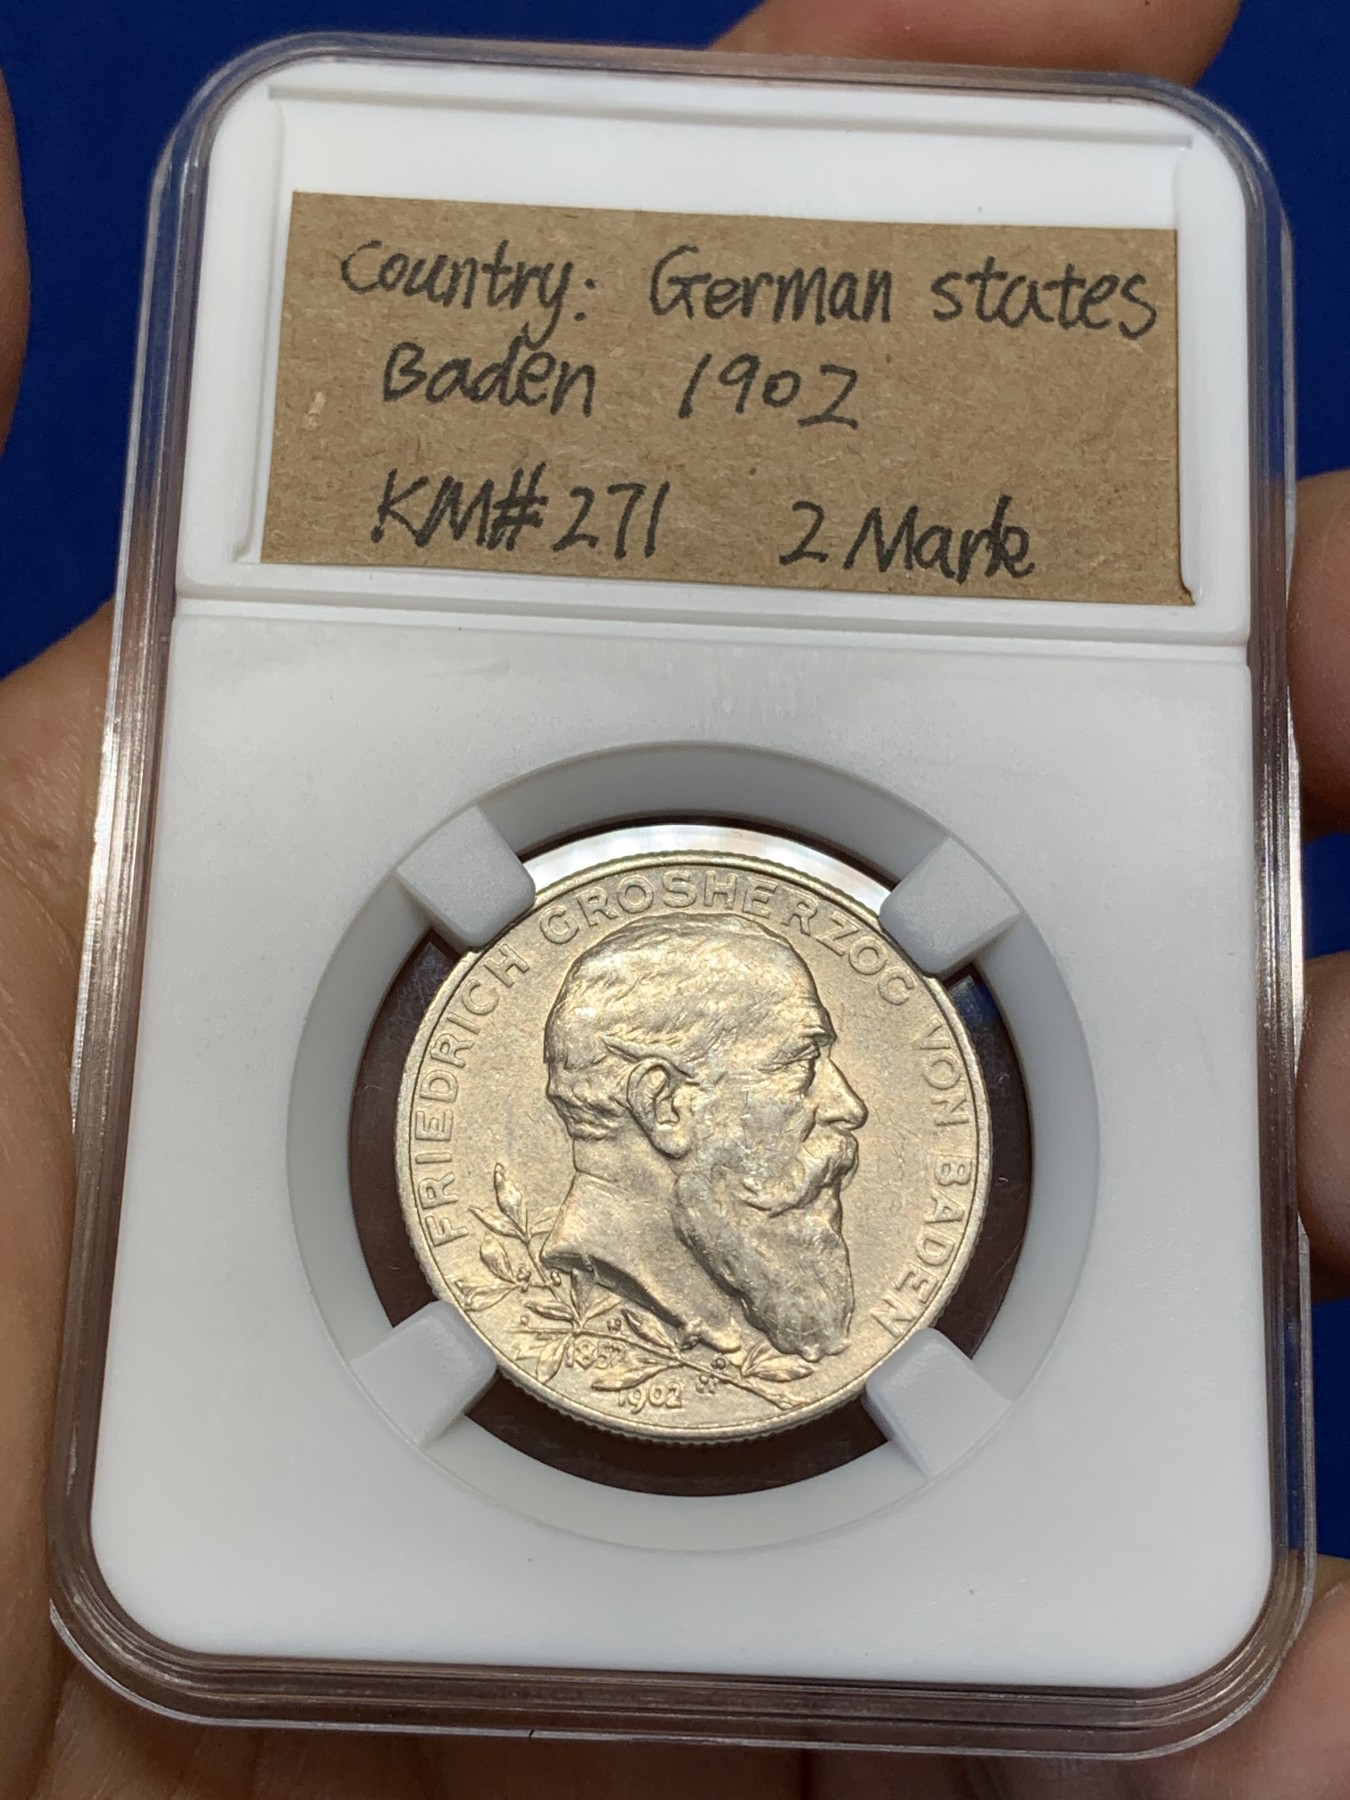 Country: German states
Baden 1902
KM#271 2 Mark
FRIEDRICH GROSHERZOG VON BADEN
1852
1902